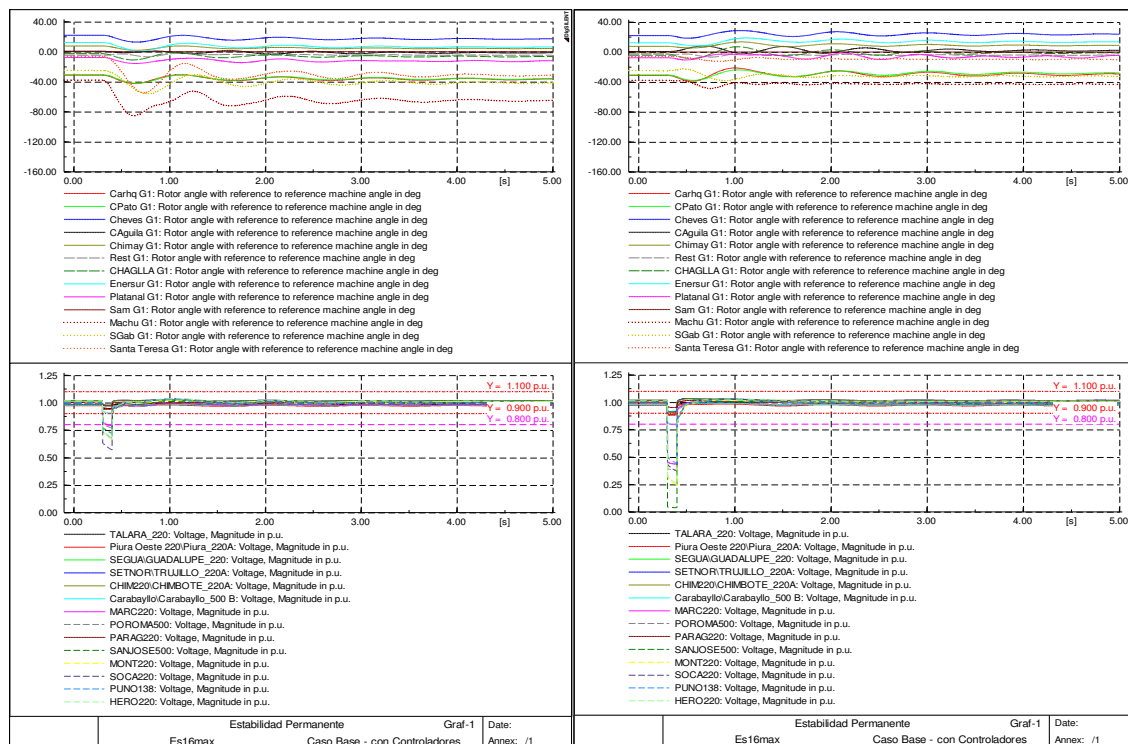 40.00
0.00
-40.00
-80.00
-120.00
-160.00
0.00 1.00 2.00 3.00 4.00 [s] 5.00
DIgSILENT
Carhq G1: Rotor angle with reference to reference machine angle in deg
CPato G1: Rotor angle with reference to reference machine angle in deg
Cheves G1: Rotor angle with reference to reference machine angle in deg
CAguila G1: Rotor angle with reference to reference machine angle in deg
Chimay G1: Rotor angle with reference to reference machine angle in deg
Rest G1: Rotor angle with reference to reference machine angle in deg
CHAGLLA G1: Rotor angle with reference to reference machine angle in deg
Enersur G1: Rotor angle with reference to reference machine angle in deg
Platanal G1: Rotor angle with reference to reference machine angle in deg
Sam G1: Rotor angle with reference to reference machine angle in deg
Machu G1: Rotor angle with reference to reference machine angle in deg
SGab G1: Rotor angle with reference to reference machine angle in deg
Santa Teresa G1: Rotor angle with reference to reference machine angle in deg
1.25
1.00
0.75
0.50
0.25
0.00
Y = 1.100 p.u.
Y = 0.900 p.u.
Y = 0.800 p.u.
0.00 1.00 2.00 3.00 4.00 [s] 5.00
TALARA_220: Voltage, Magnitude in p.u.
Piura Oeste 220\Piura_220A: Voltage, Magnitude in p.u.
SEGUA\GUADALUPE_220: Voltage, Magnitude in p.u.
SETNOR\TRUJILLO_220A: Voltage, Magnitude in p.u.
CHIM220\CHIMBOTE_220A: Voltage, Magnitude in p.u.
Carabayllo\Carabayllo_500 B: Voltage, Magnitude in p.u.
MARC220: Voltage, Magnitude in p.u.
POROMA500: Voltage, Magnitude in p.u.
PARAG220: Voltage, Magnitude in p.u.
SANJOSE500: Voltage, Magnitude in p.u.
MONT220: Voltage, Magnitude in p.u.
SOCA220: Voltage, Magnitude in p.u.
PUNO138: Voltage, Magnitude in p.u.
HERO220: Voltage, Magnitude in p.u.
Estabilidad Permanente Graf-1 Date:
Es16max Caso Base - con Controladores Annex: /1
40.00
0.00
-40.00
-80.00
-120.00
-160.00
0.00 1.00 2.00 3.00 4.00 [s] 5.00
Carhq G1: Rotor angle with reference to reference machine angle in deg
CPato G1: Rotor angle with reference to reference machine angle in deg
Cheves G1: Rotor angle with reference to reference machine angle in deg
CAguila G1: Rotor angle with reference to reference machine angle in deg
Chimay G1: Rotor angle with reference to reference machine angle in deg
Rest G1: Rotor angle with reference to reference machine angle in deg
CHAGLLA G1: Rotor angle with reference to reference machine angle in deg
Enersur G1: Rotor angle with reference to reference machine angle in deg
Platanal G1: Rotor angle with reference to reference machine angle in deg
Sam G1: Rotor angle with reference to reference machine angle in deg
Machu G1: Rotor angle with reference to reference machine angle in deg
SGab G1: Rotor angle with reference to reference machine angle in deg
Santa Teresa G1: Rotor angle with reference to reference machine angle in deg
1.25
1.00
0.75
0.50
0.25
0.00
Y = 1.100 p.u.
Y = 0.900 p.u.
Y = 0.800 p.u.
0.00 1.00 2.00 3.00 4.00 [s] 5.00
TALARA_220: Voltage, Magnitude in p.u.
Piura Oeste 220\Piura_220A: Voltage, Magnitude in p.u.
SEGUA\GUADALUPE_220: Voltage, Magnitude in p.u.
SETNOR\TRUJILLO_220A: Voltage, Magnitude in p.u.
CHIM220\CHIMBOTE_220A: Voltage, Magnitude in p.u.
Carabayllo\Carabayllo_500 B: Voltage, Magnitude in p.u.
MARC220: Voltage, Magnitude in p.u.
POROMA500: Voltage, Magnitude in p.u.
PARAG220: Voltage, Magnitude in p.u.
SANJOSE500: Voltage, Magnitude in p.u.
MONT220: Voltage, Magnitude in p.u.
SOCA220: Voltage, Magnitude in p.u.
PUNO138: Voltage, Magnitude in p.u.
HERO220: Voltage, Magnitude in p.u.
Estabilidad Permanente Graf-1 Date:
Es16max Caso Base - con Controladores Annex: /1